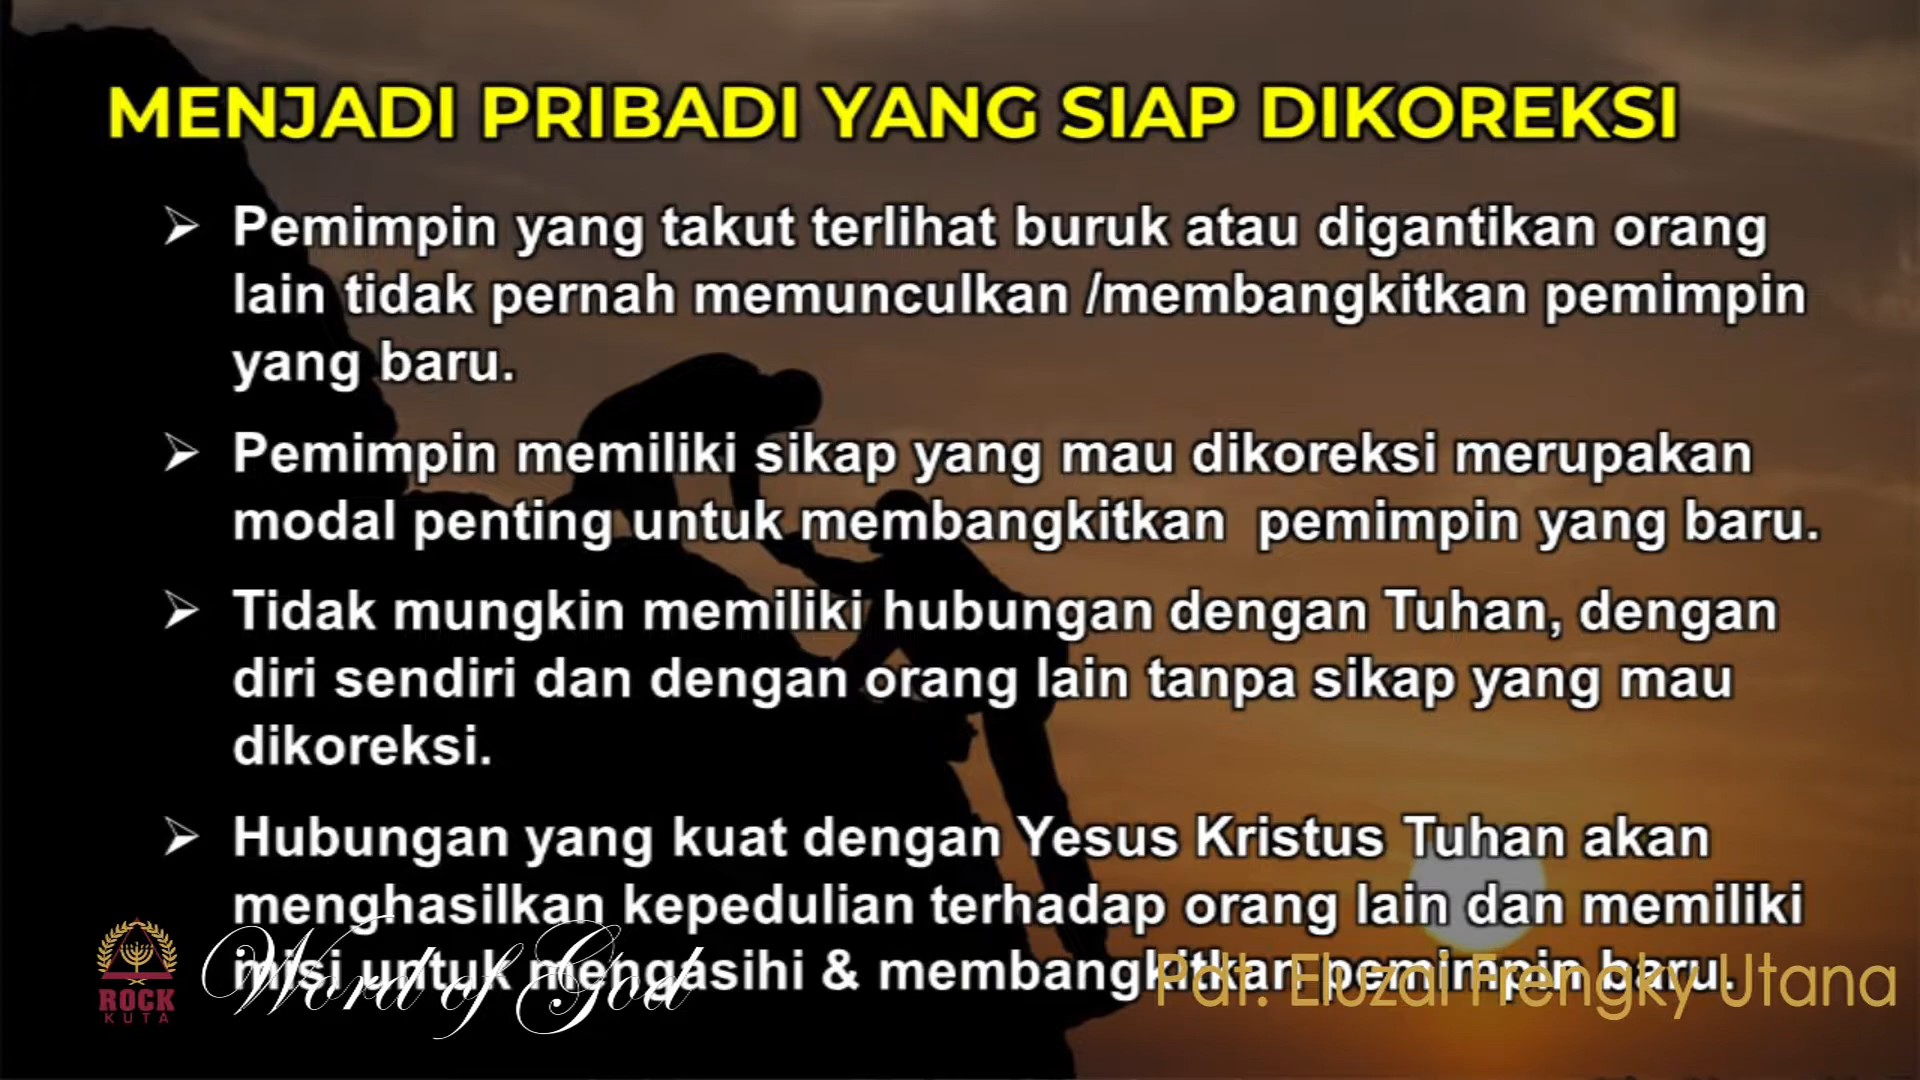 MENJADI PRIBADI YANG SIAP DIKOREKSI
➢ Pemimpin yang takut terlihat buruk atau digantikan orang
lain tidak pernah memunculkan /membangkitkan pemimpin
yang baru.
➢ Pemimpin memiliki sikap yang mau dikoreksi merupakan
modal penting untuk membangkitkan  pemimpin yang baru.
➢ Tidak mungkin memiliki hubungan dengan Tuhan, dengan
diri sendiri dan dengan orang lain tanpa sikap yang mau
dikoreksi.
➢ Hubungan yang kuat dengan Yesus Kristus Tuhan akan
menghasilkan kepedulian terhadap orang lain dan memiliki
misi untuk mengasihi & membangkitkan pemimpin baru.
ROCK
KUTA
Word of God
Pdt. Eluzai Frengky Utana